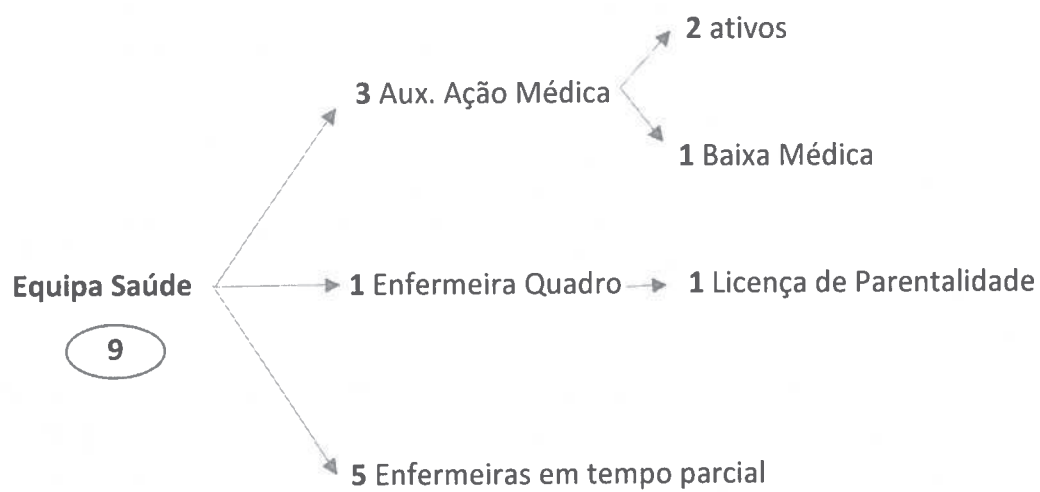 2 ativos
3 Aux. Ação Médica
1 Baixa Médica
Equipa Saúde
1 Enfermeira Quadro
1 Licença de Parentalidade
9
5 Enfermeiras em tempo parcial